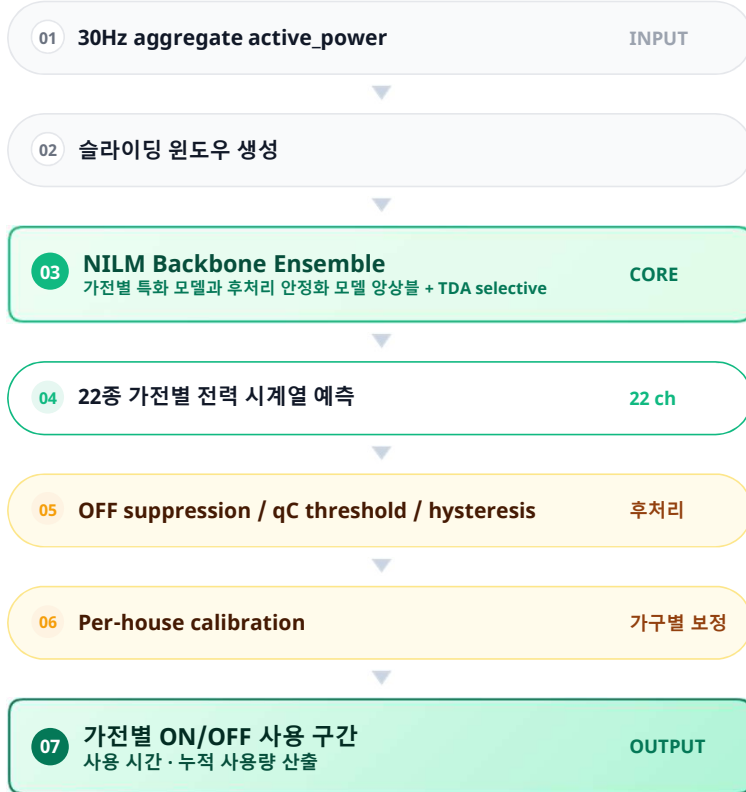 01 30Hz aggregate active_power INPUT
02 슬라이딩 윈도우 생성
03 NILM Backbone Ensemble CORE
가전별 특화 모델과 후처리 안정화 모델 앙상블 + TDA selective
04 22종 가전별 전력 시계열 예측 22 ch
05 OFF suppression / qC threshold / hysteresis 후처리
06 Per-house calibration 가구별 보정
07 가전별 ON/OFF 사용 구간 OUTPUT
사용 시간 · 누적 사용량 산출